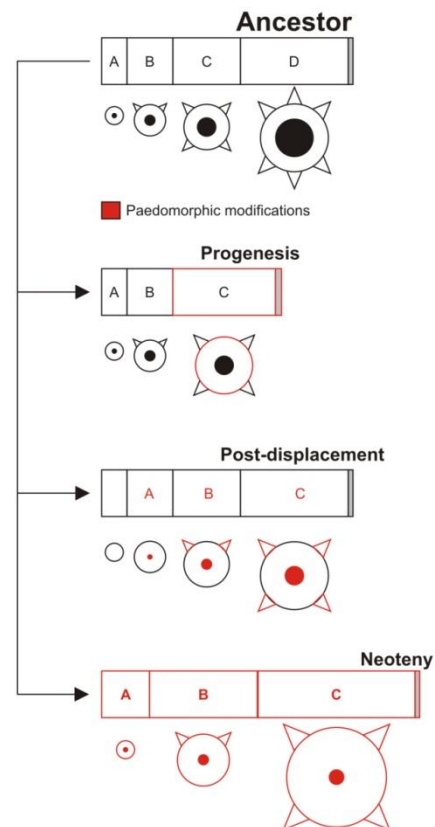 Ancestor
A B C D
Paedomorphic modifications
Progenesis
A B C
Post-displacement
A B C
Neoteny
A B C